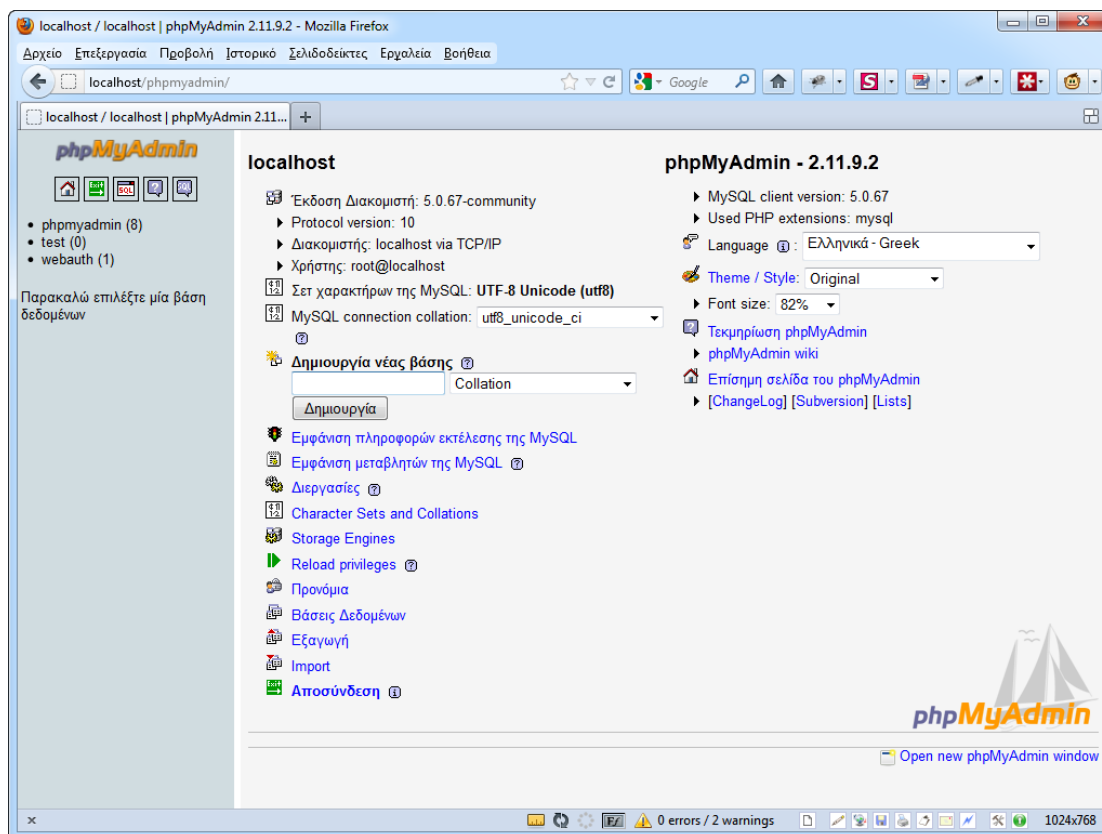 localhost / localhost | phpMyAdmin 2.11.9.2 - Mozilla Firefox
Αρχείο Επεξεργασία Προβολή Ιστορικό Σελιδοδείκτες Εργαλεία Βοήθεια
localhost/phpmyadmin/
Google
localhost / localhost | phpMyAdmin 2.11...
phpMyAdmin
phpmyadmin (8)
test (0)
webauth (1)
Παρακαλώ επιλέξτε μία βάση
δεδομένων
localhost
Έκδοση Διακομιστή: 5.0.67-community
Protocol version: 10
Διακομιστής: localhost via TCP/IP
Χρήστης: root@localhost
Σετ χαρακτήρων της MySQL: UTF-8 Unicode (utf8)
MySQL connection collation: utf8_unicode_ci
Δημιουργία νέας βάσης
Collation
Δημιουργία
Εμφάνιση πληροφορών εκτέλεσης της MySQL
Εμφάνιση μεταβλητών της MySQL
Διεργασίες
Character Sets and Collations
Storage Engines
Reload privileges
Προνόμια
Βάσεις Δεδομένων
Εξαγωγή
Import
Αποσύνδεση
phpMyAdmin - 2.11.9.2
MySQL client version: 5.0.67
Used PHP extensions: mysql
Language : Ελληνικά - Greek
Theme / Style: Original
Font size: 82%
Τεκμηρίωση phpMyAdmin
phpMyAdmin wiki
Επίσημη σελίδα του phpMyAdmin
[ChangeLog] [Subversion] [Lists]
phpMyAdmin
Open new phpMyAdmin window
0 errors / 2 warnings
1024x768